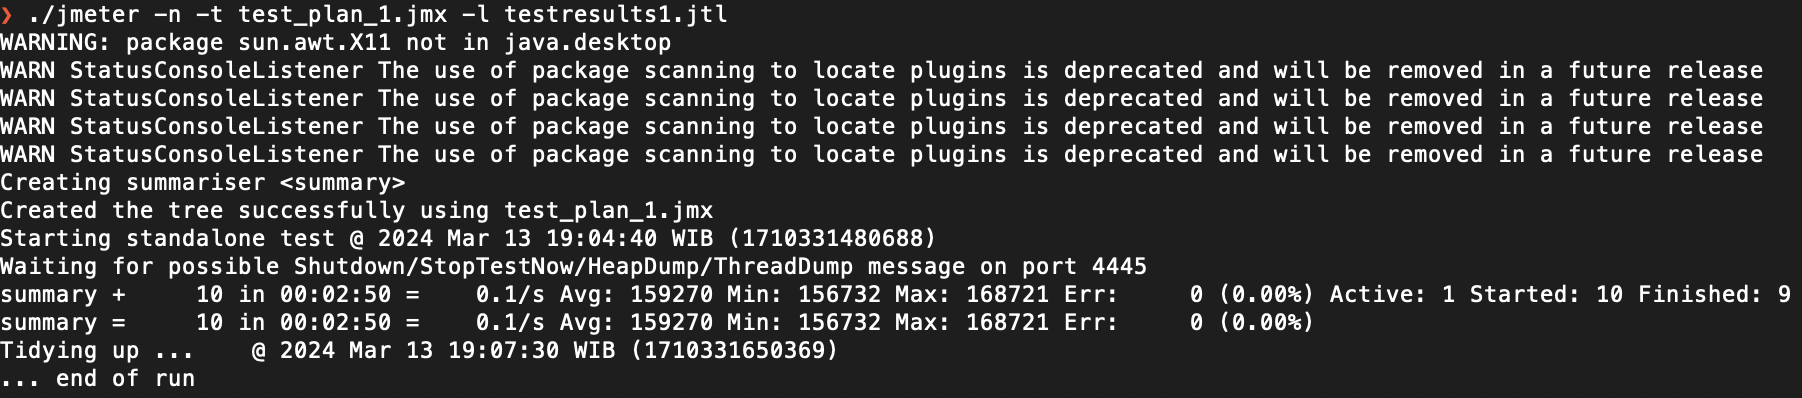 ❯ ./jmeter -n -t test_plan_1.jmx -l testresults1.jtl
WARNING: package sun.awt.X11 not in java.desktop
WARN StatusConsoleListener The use of package scanning to locate plugins is deprecated and will be removed in a future release
WARN StatusConsoleListener The use of package scanning to locate plugins is deprecated and will be removed in a future release
WARN StatusConsoleListener The use of package scanning to locate plugins is deprecated and will be removed in a future release
WARN StatusConsoleListener The use of package scanning to locate plugins is deprecated and will be removed in a future release
Creating summariser <summary>
Created the tree successfully using test_plan_1.jmx
Starting standalone test @ 2024 Mar 13 19:04:40 WIB (1710331480688)
Waiting for possible Shutdown/StopTestNow/HeapDump/ThreadDump message on port 4445
summary +     10 in 00:02:50 =    0.1/s Avg: 159270 Min: 156732 Max: 168721 Err:     0 (0.00%) Active: 1 Started: 10 Finished: 9
summary =     10 in 00:02:50 =    0.1/s Avg: 159270 Min: 156732 Max: 168721 Err:     0 (0.00%)
Tidying up ...    @ 2024 Mar 13 19:07:30 WIB (1710331650369)
... end of run